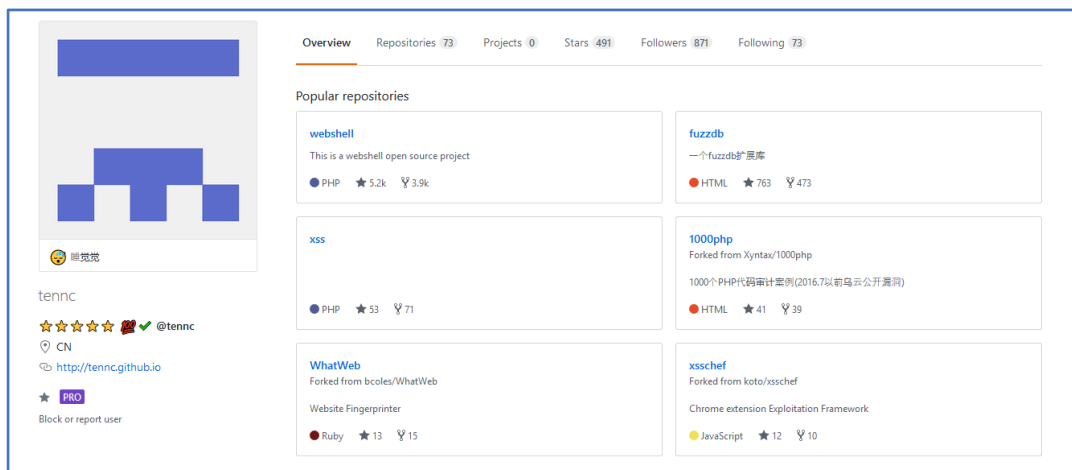 Overview Repositories 73 Projects 0 Stars 491 Followers 871 Following 73
Popular repositories
webshell
This is a webshell open source project
PHP 5.2k 3.9k
fuzzdb
一个fuzzdb扩展库
HTML 763 473
xss
PHP 53 71
1000php
Forked from Xyntax/1000php
1000个PHP代码审计案例(2016.7以前乌云公开漏洞)
HTML 41 39
WhatWeb
Forked from bcoles/WhatWeb
Website Fingerprinter
Ruby 13 15
xsschef
Forked from koto/xsschef
Chrome extension Exploitation Framework
JavaScript 12 10
睡觉觉
tennc
💯 @tennc
CN
http://tennc.github.io
PRO
Block or report user